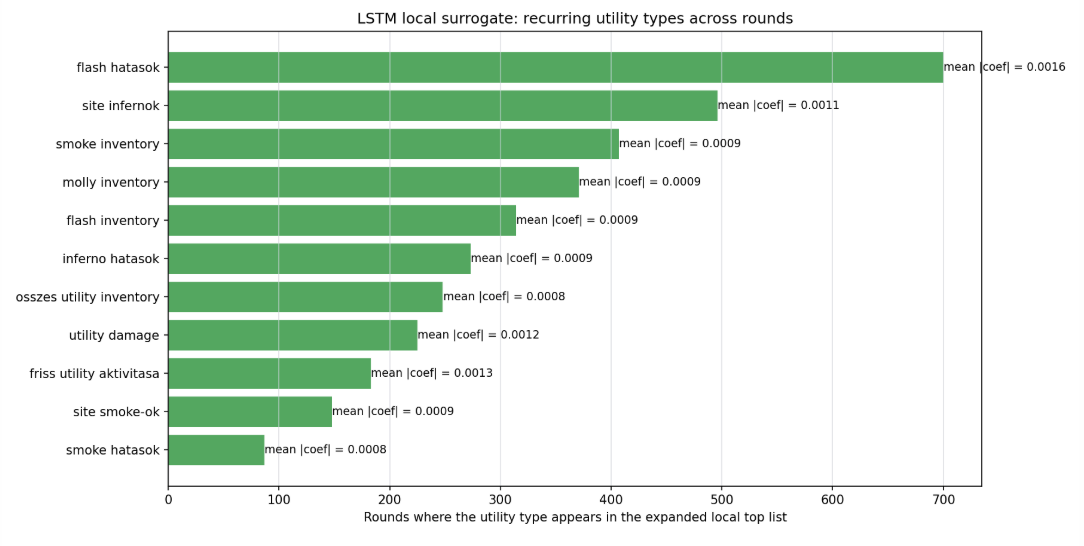 LSTM local surrogate: recurring utility types across rounds
flash hatasok mean |coef| = 0.0016
site infernok mean |coef| = 0.0011
smoke inventory mean |coef| = 0.0009
molly inventory mean |coef| = 0.0009
flash inventory mean |coef| = 0.0009
inferno hatasok mean |coef| = 0.0009
osszes utility inventory mean |coef| = 0.0008
utility damage mean |coef| = 0.0012
friss utility aktivitasa mean |coef| = 0.0013
site smoke-ok mean |coef| = 0.0009
smoke hatasok mean |coef| = 0.0008
0 100 200 300 400 500 600 700
Rounds where the utility type appears in the expanded local top list